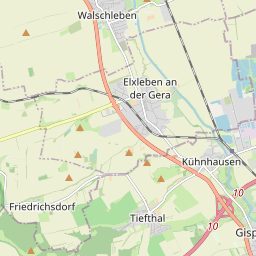 Walschleben
Elxleben an
der Gera
Kühnhausen
10
Friedrichsdorf
Tiefthal
10
Gisp